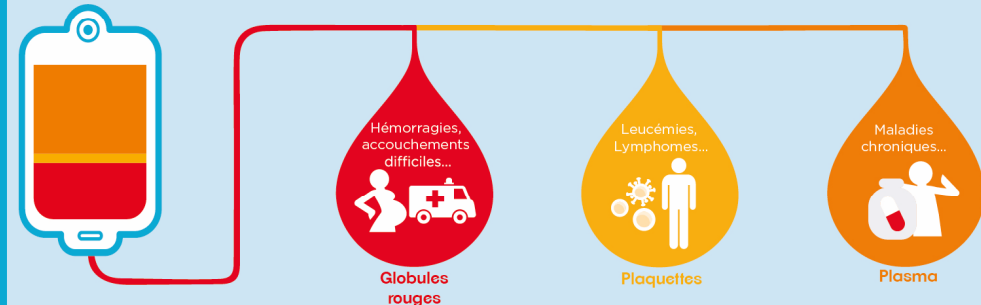 Hémorragies,
accouchements
difficiles...
Globules
rouges
Leucémies,
Lymphomes...
Plaquettes
Maladies
chroniques...
Plasma